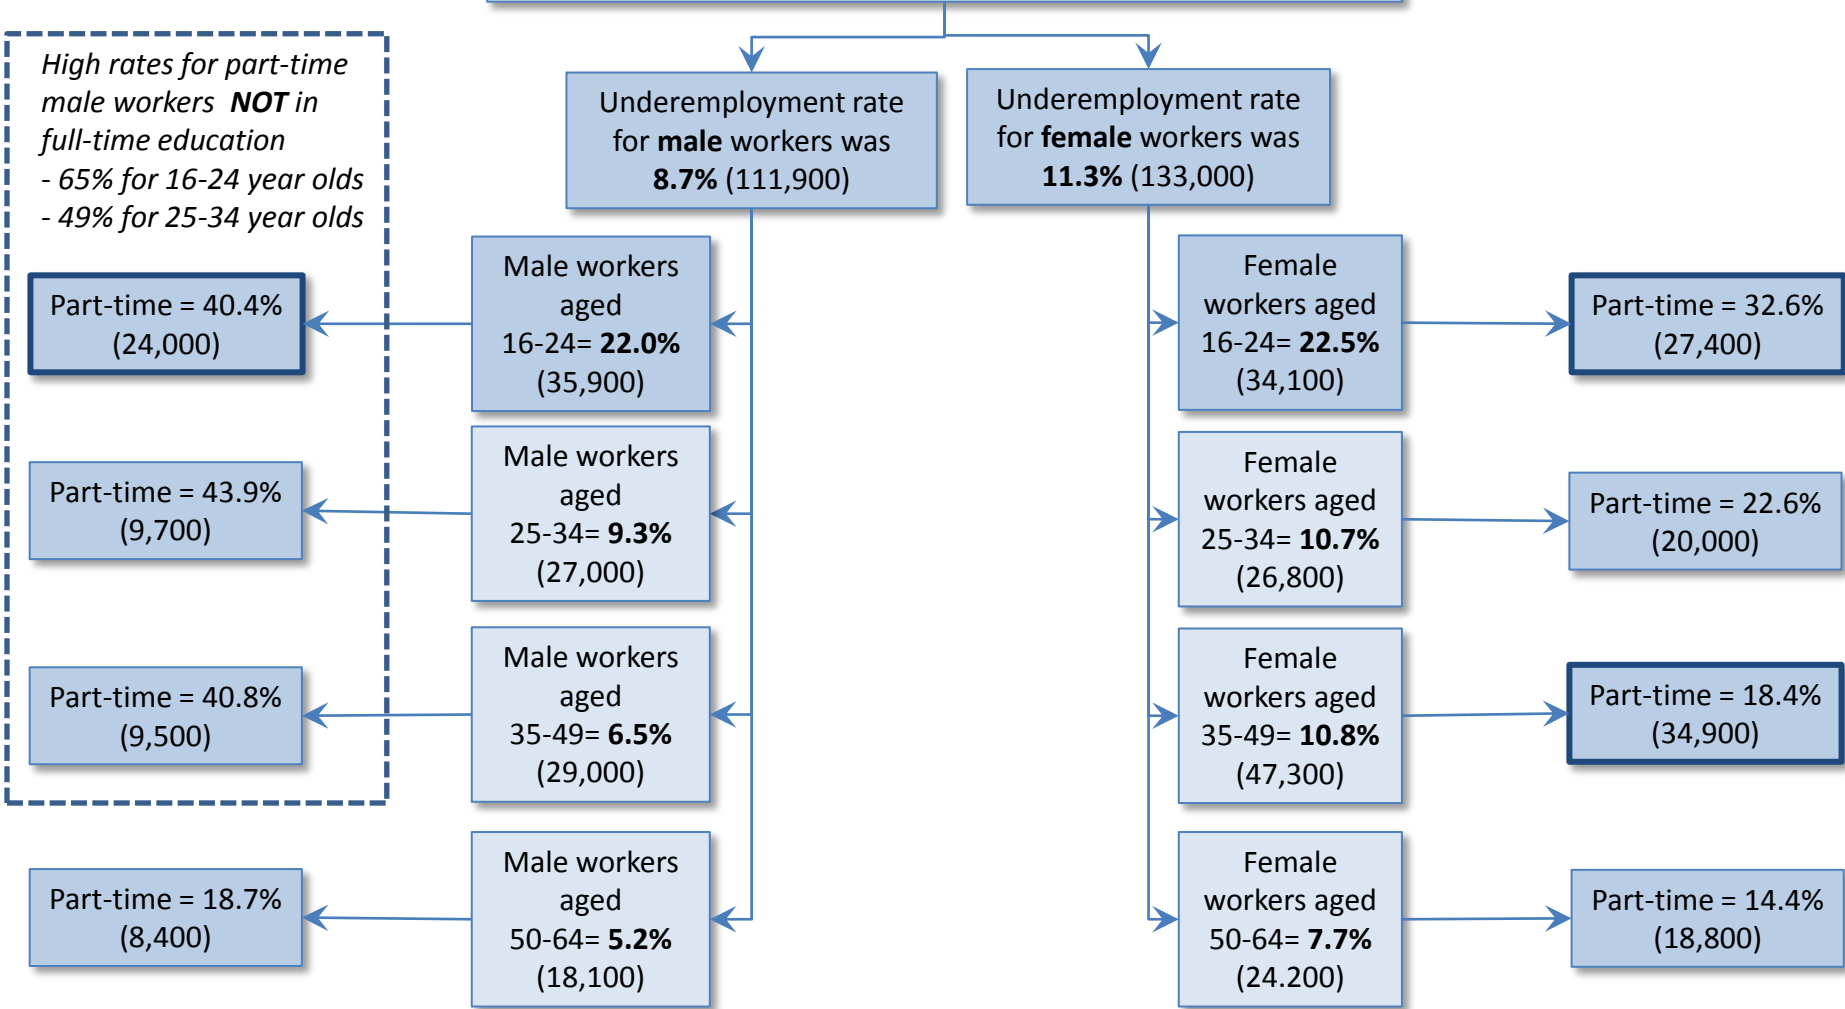 High rates for part-time
male workers  NOT in
full-time education
- 65% for 16-24 year olds
- 49% for 25-34 year olds
Underemployment rate
for male workers was
8.7% (111,900)
Underemployment rate
for female workers was
11.3% (133,000)
Part-time = 40.4%
(24,000)
Male workers
aged
16-24= 22.0%
(35,900)
Female
workers aged
16-24= 22.5%
(34,100)
Part-time = 32.6%
(27,400)
Part-time = 43.9%
(9,700)
Male workers
aged
25-34= 9.3%
(27,000)
Female
workers aged
25-34= 10.7%
(26,800)
Part-time = 22.6%
(20,000)
Part-time = 40.8%
(9,500)
Male workers
aged
35-49= 6.5%
(29,000)
Female
workers aged
35-49= 10.8%
(47,300)
Part-time = 18.4%
(34,900)
Part-time = 18.7%
(8,400)
Male workers
aged
50-64= 5.2%
(18,100)
Female
workers aged
50-64= 7.7%
(24.200)
Part-time = 14.4%
(18,800)